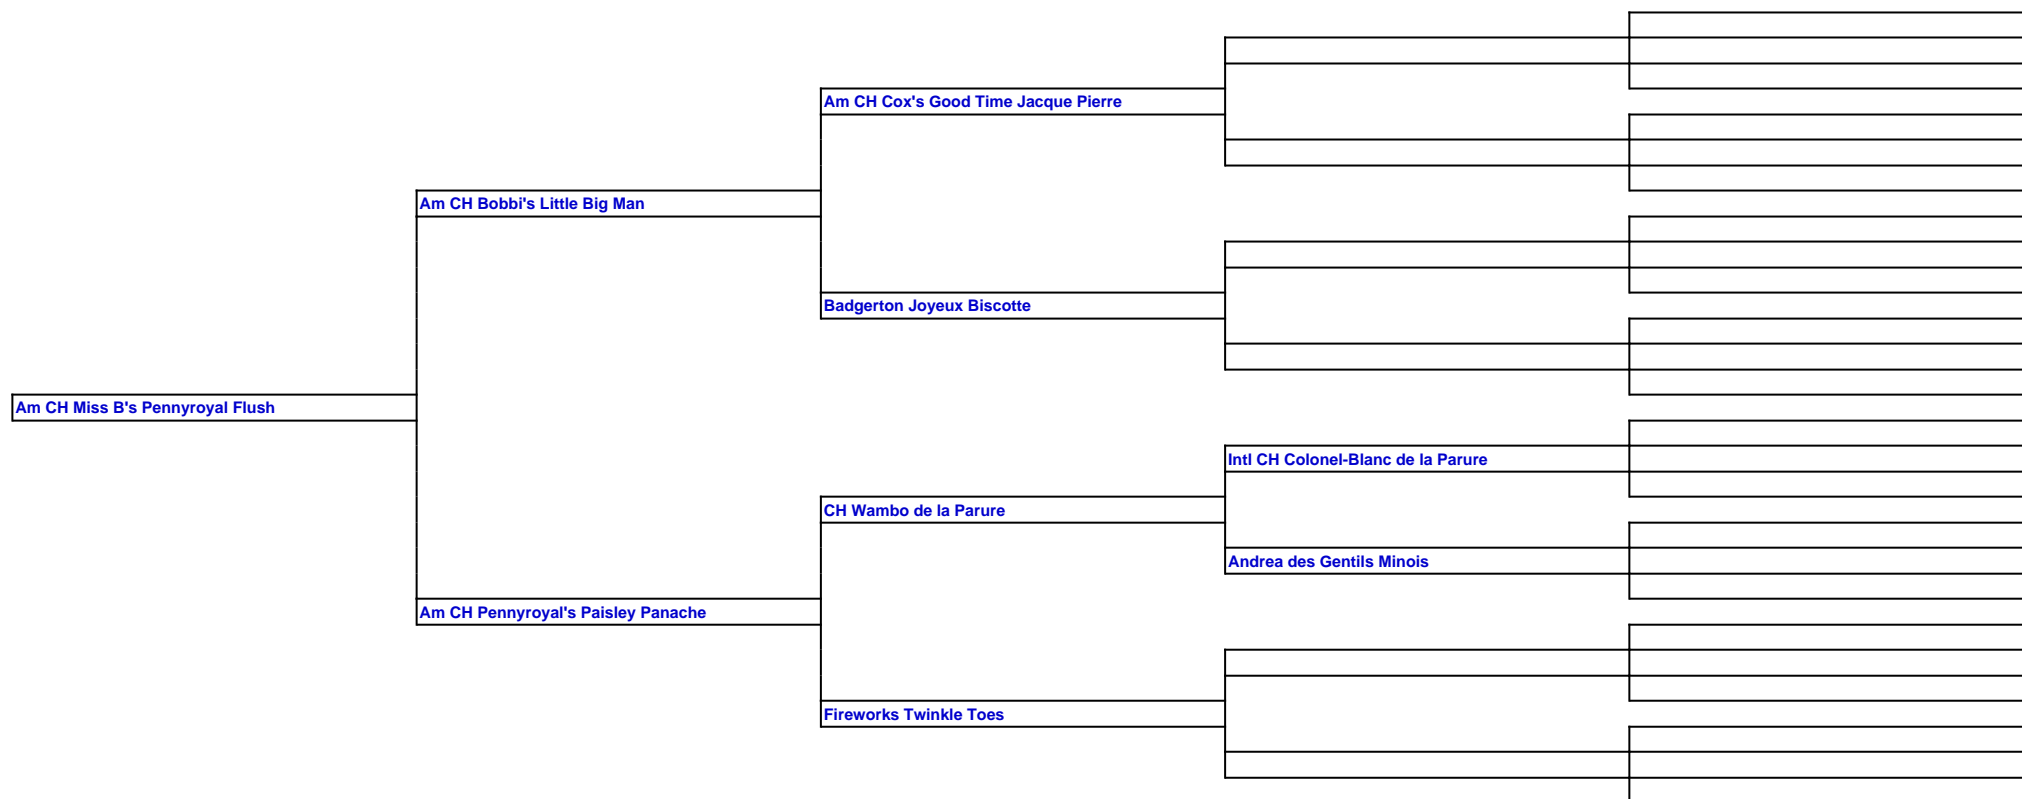 Am CH Cox's Good Time Jacque Pierre
Am CH Bobbi's Little Big Man
Badgerton Joyeux Biscotte
Am CH Miss B's Pennyroyal Flush
Intl CH Colonel-Blanc de la Parure
CH Wambo de la Parure
Andrea des Gentils Minois
Am CH Pennyroyal's Paisley Panache
Fireworks Twinkle Toes